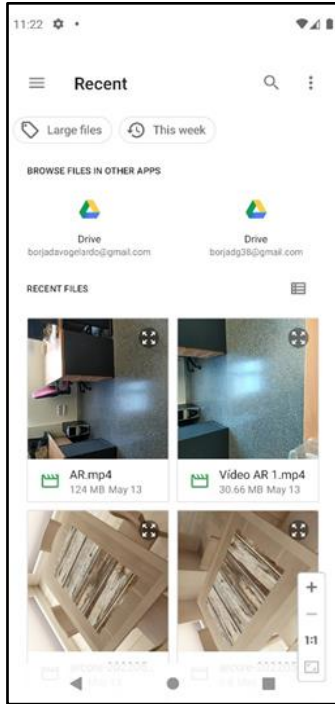 11:22
Recent
Large files
This week
BROWSE FILES IN OTHER APPS
Drive
borjadavogelardo@gmail.com
Drive
borjadg38@gmail.com
RECENT FILES
AR.mp4
124 MB May 13
Vídeo AR 1.mp4
30.66 MB May 13
1:1